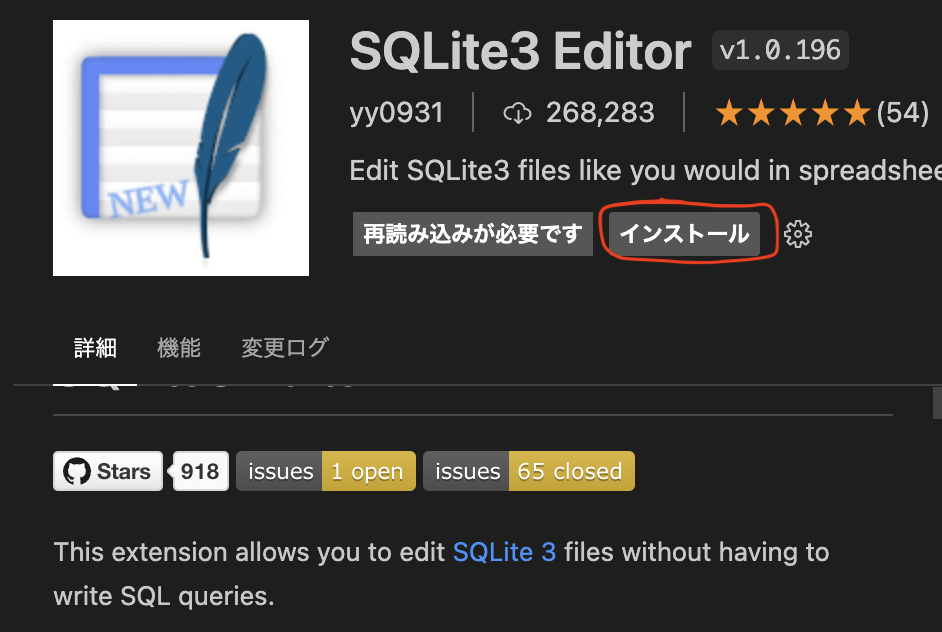 SQLite3 Editor v1.0.196
yy0931 268,283 (54)
Edit SQLite3 files like you would in
再読み込みが必要です インストール
NEW
詳細 機能 変更ログ
Stars 918 issues 1 open issues 65 closed
This extension allows you to edit SQLite 3 files without having to
write SQL queries.